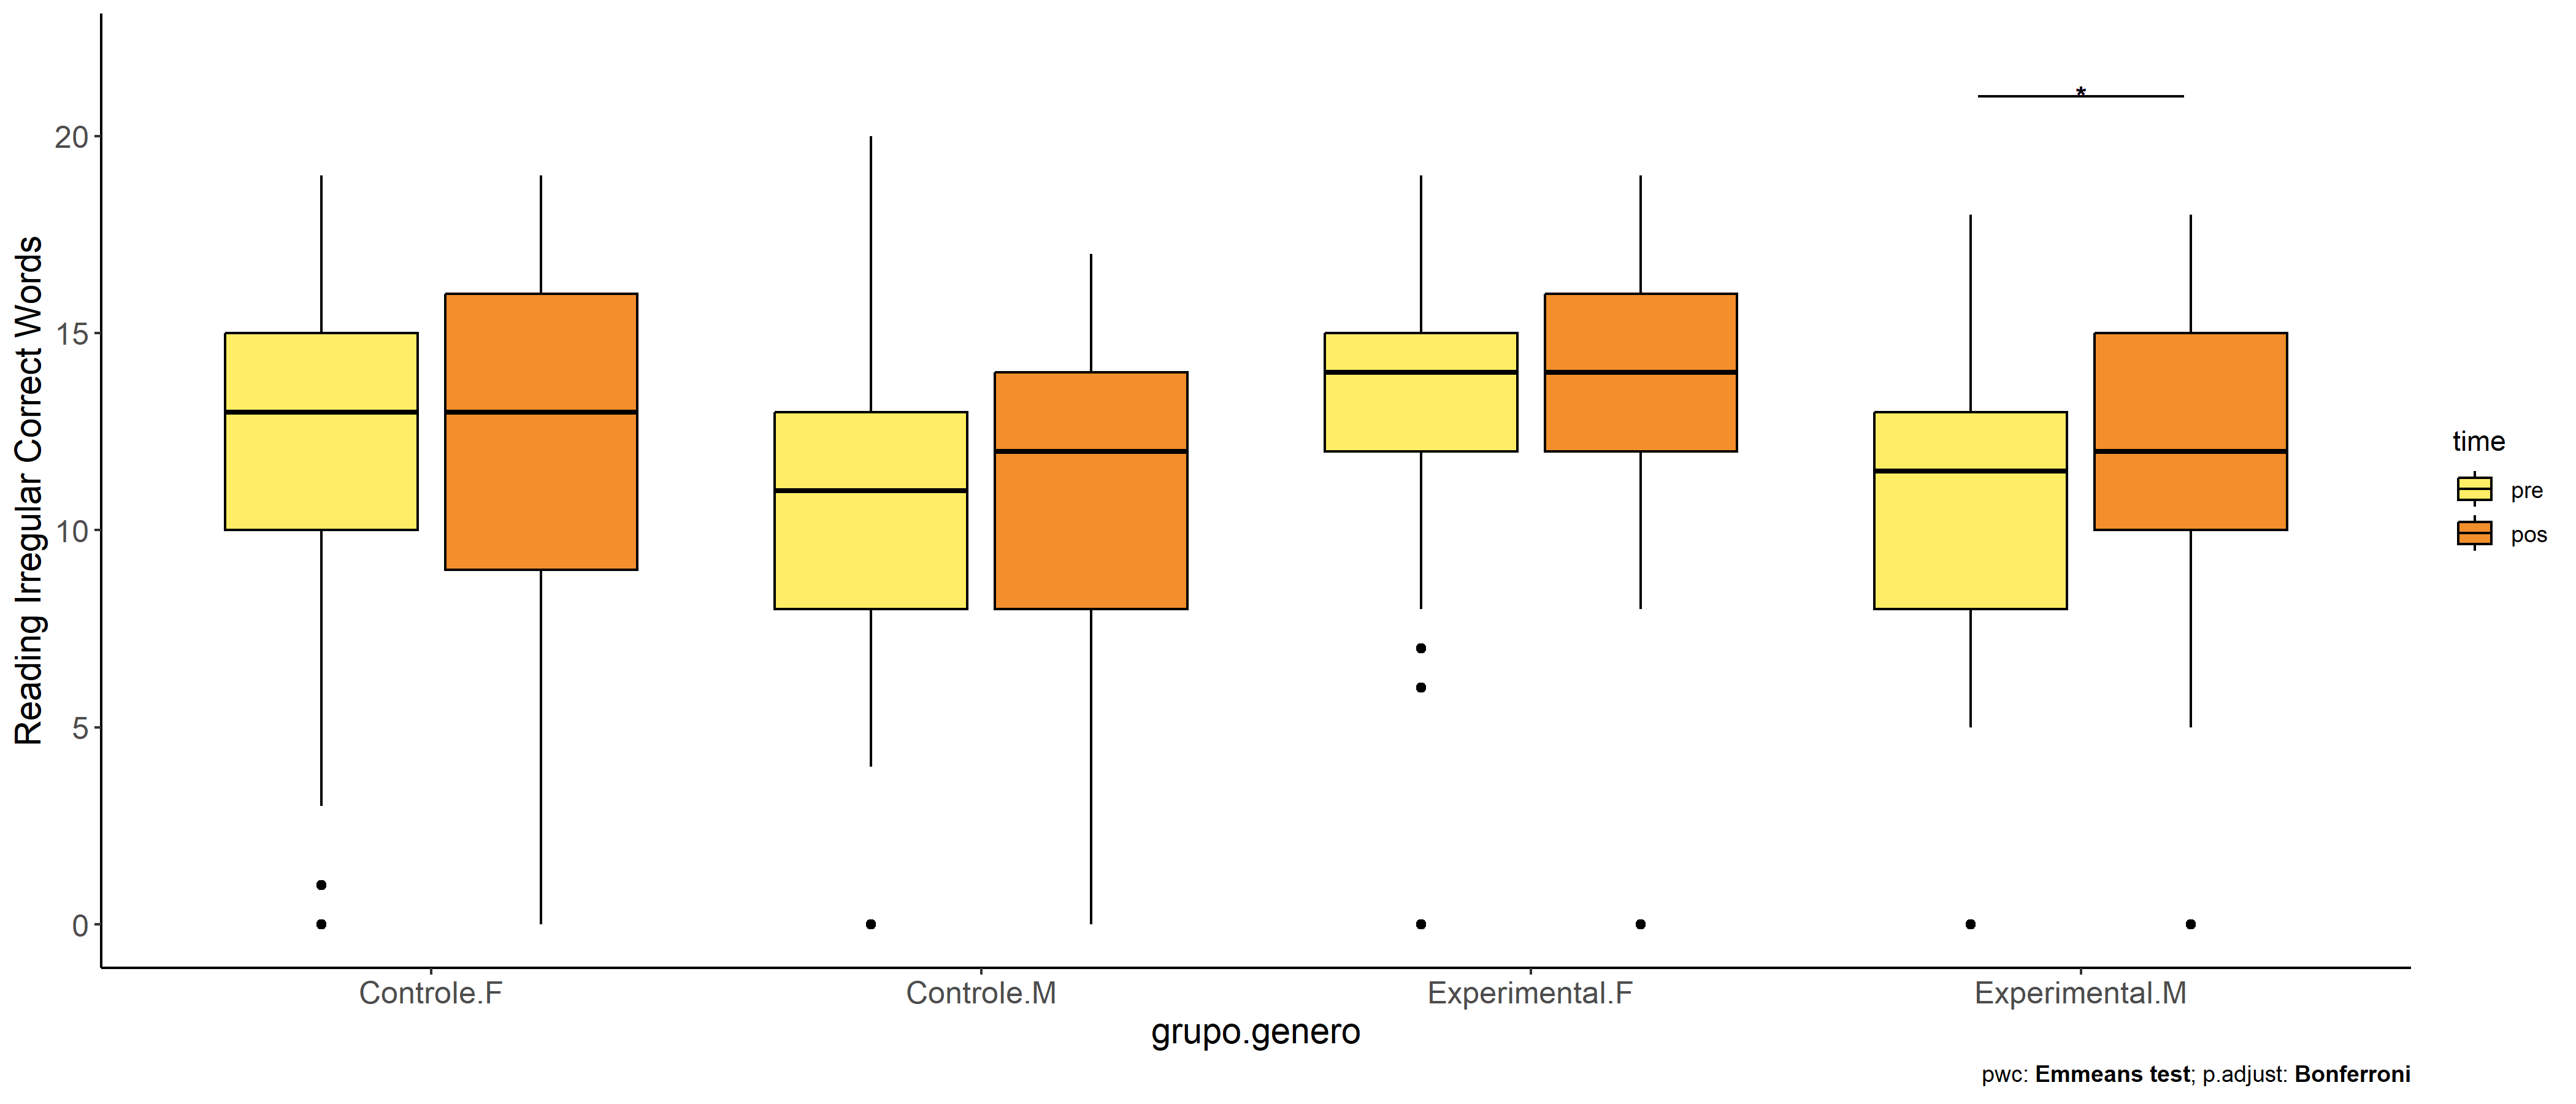 *
Reading Irregular Correct Words
20
15
10
5
0
Controle.F
Controle.M
Experimental.F
Experimental.M
grupo.genero
time
pre
pos
pwc: Emmeans test; p.adjust: Bonferroni